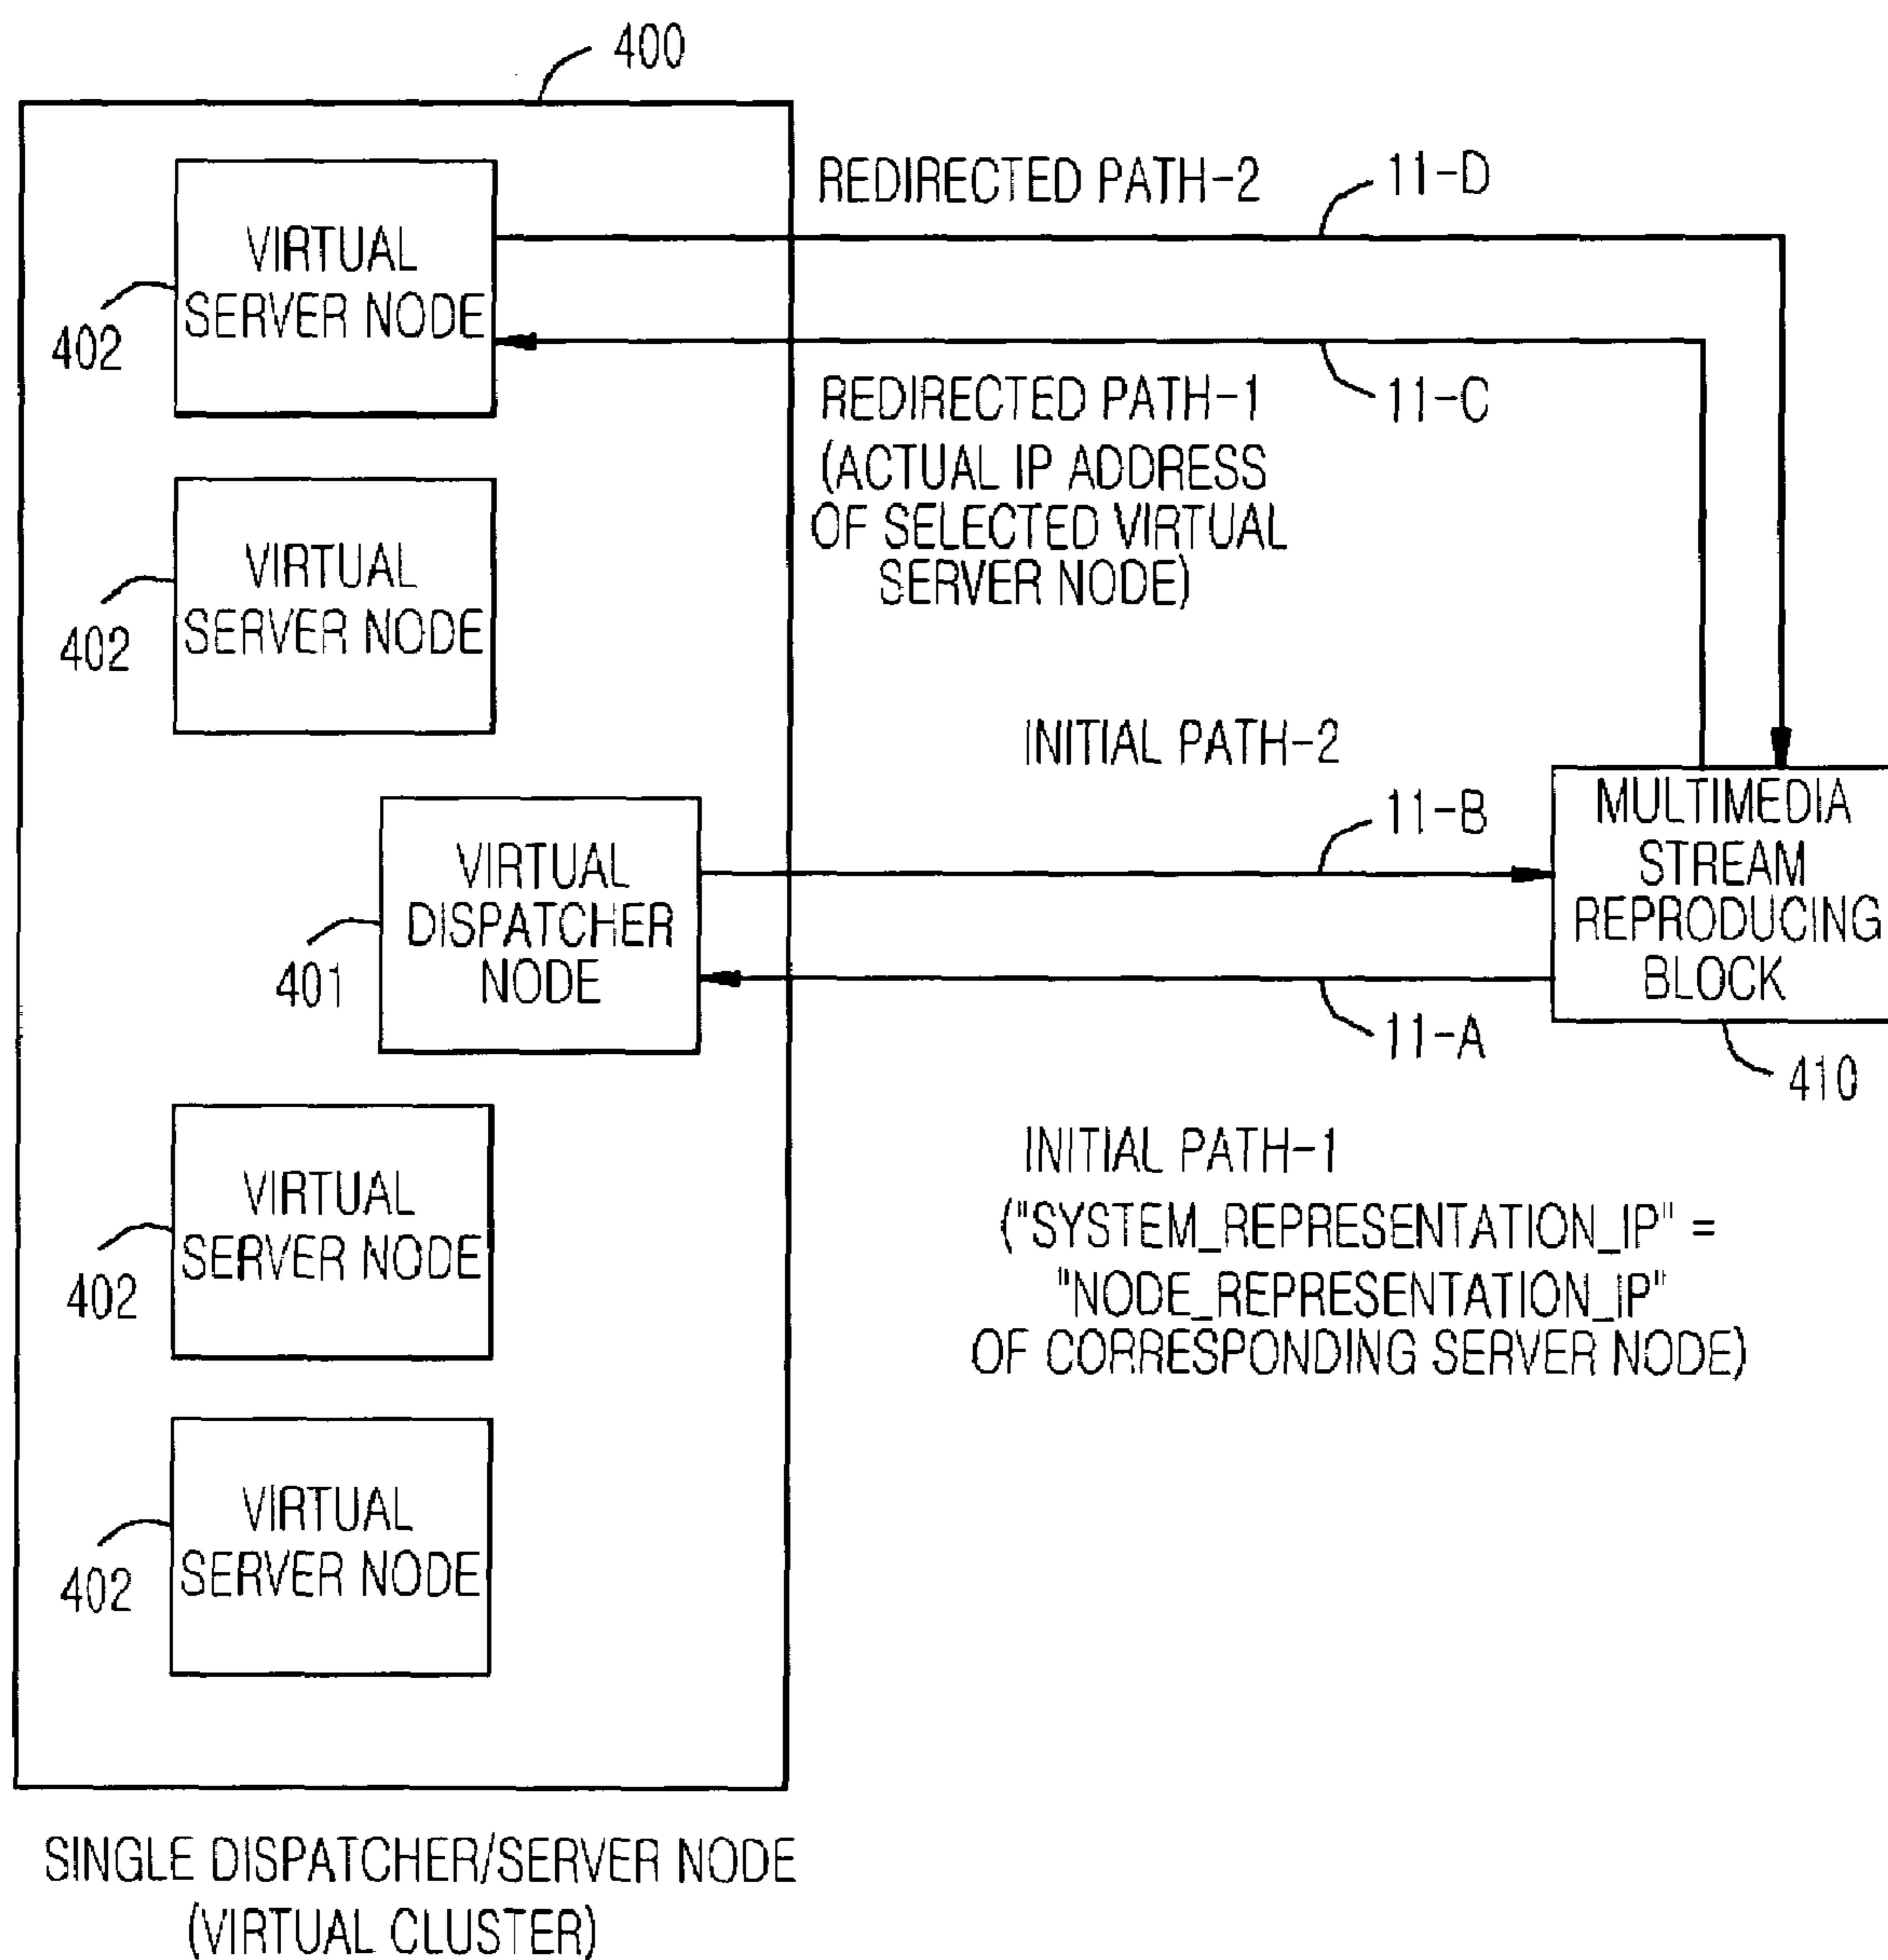 400
REDIRECTED PATH-2
11-D
VIRTUAL
SERVER NODE
402
REDIRECTED PATH-1
11-C
(ACTUAL IP ADDRESS
OF SELECTED VIRTUAL
SERVER NODE)
VIRTUAL
SERVER NODE
402
INITIAL PATH-2
11-B
VIRTUAL
DISPATCHER
NODE
401
MULTIMEDIA
STREAM
REPRODUCING
BLOCK
11-A
410
INITIAL PATH-1
("SYSTEM_REPRESENTATION_IP" =
"NODE_REPRESENTATION_IP"
OF CORRESPONDING SERVER NODE)
VIRTUAL
SERVER NODE
402
VIRTUAL
SERVER NODE
402
SINGLE DISPATCHER/SERVER NODE
(VIRTUAL CLUSTER)